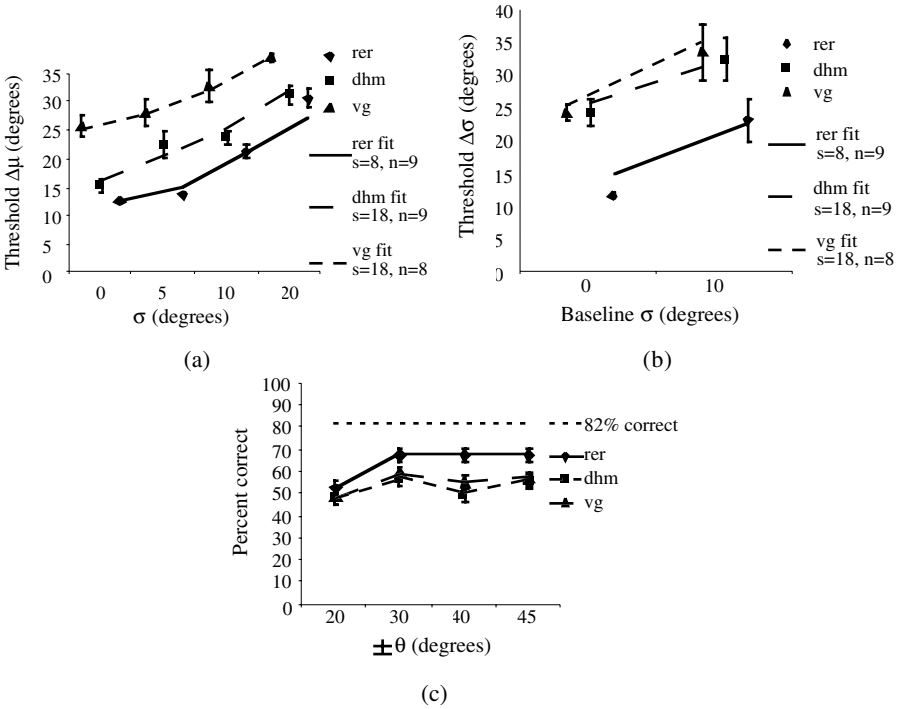 Threshold Δμ (degrees)
35
30
25
20
15
10
5
0
0 5 10 20
σ (degrees)
rer
dhm
vg
rer fit
s=8, n=9
dhm fit
s=18, n=9
vg fit
s=18, n=8
(a)
Threshold Δσ (degrees)
40
35
30
25
20
15
10
5
0
0 10
Baseline σ (degrees)
rer
dhm
vg
rer fit
s=8, n=9
dhm fit
s=18, n=9
vg fit
s=18, n=8
(b)
Percent correct
100
90
80
70
60
50
40
30
20
10
0
20 30 40 45
±θ (degrees)
82% correct
rer
dhm
vg
(c)